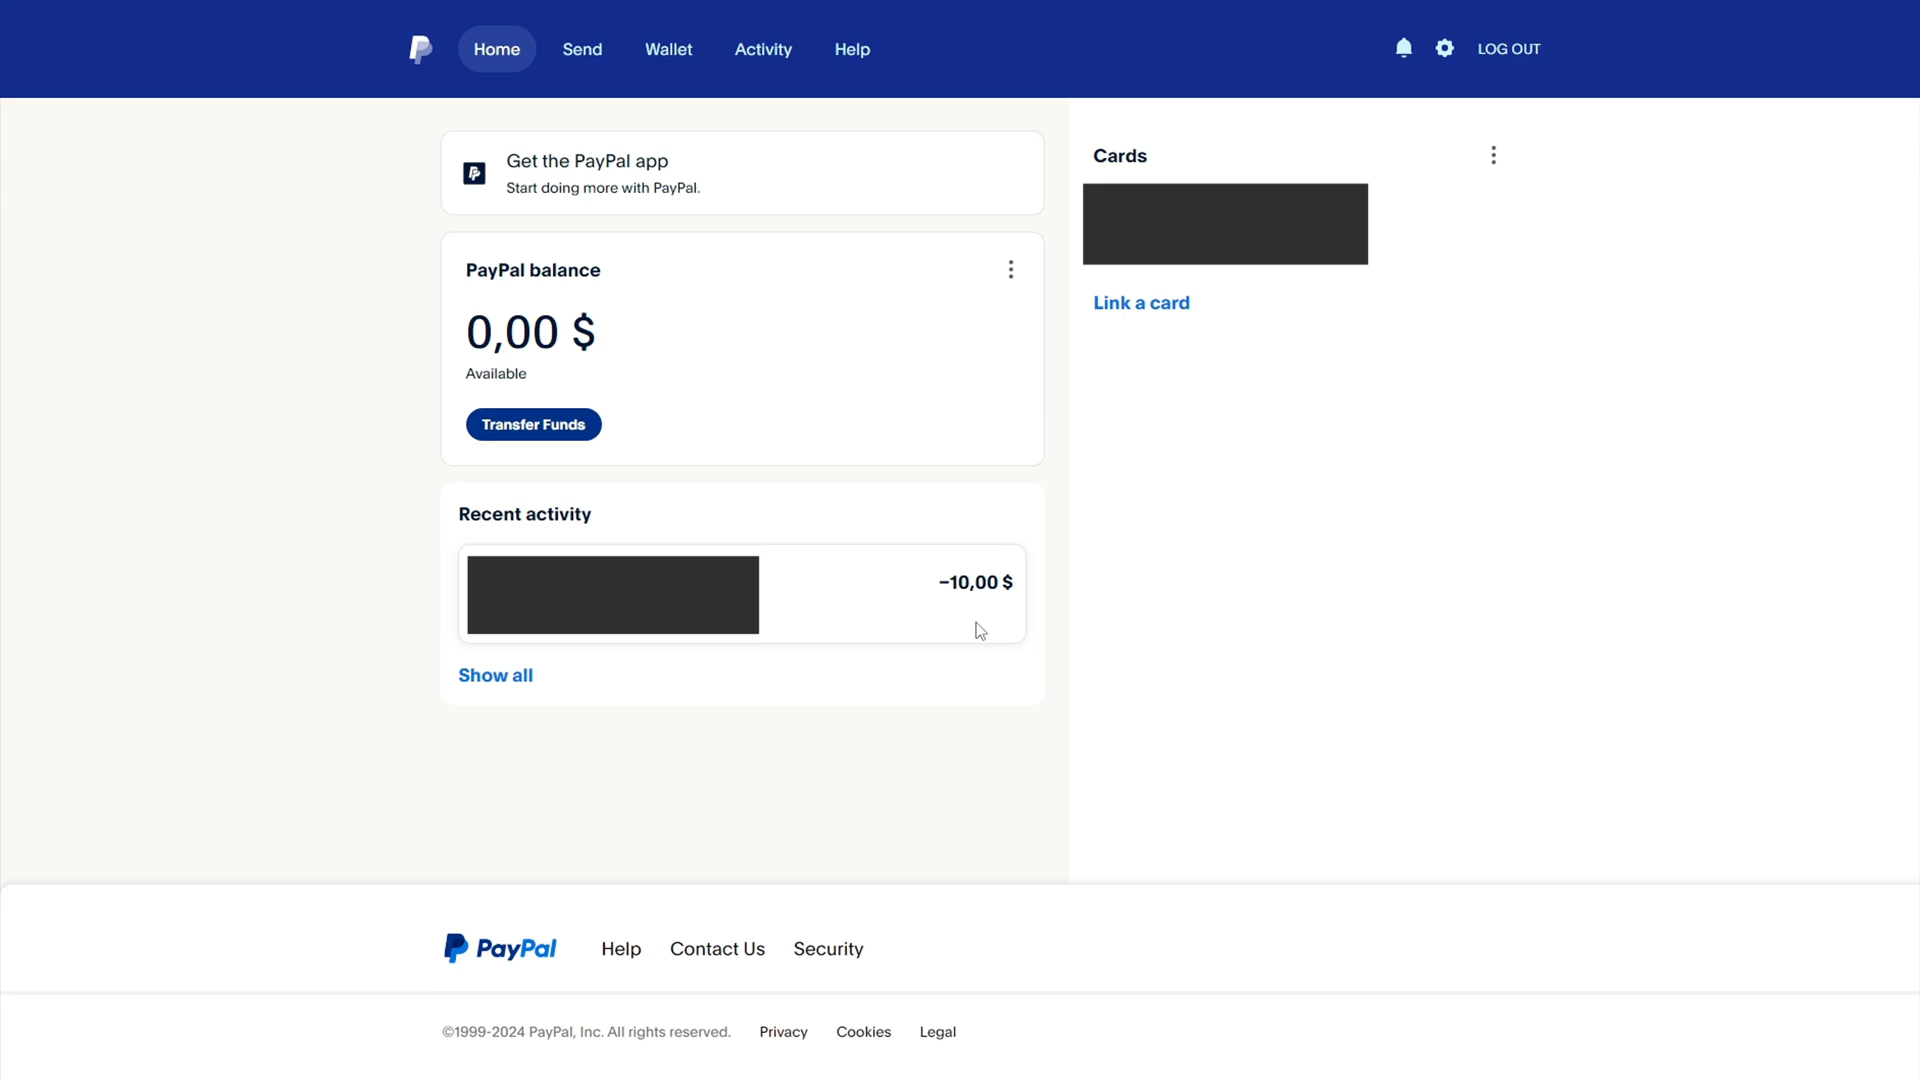 Home
Send
Wallet
Activity
Help
LOG OUT
Get the PayPal app
Start doing more with PayPal.
PayPal balance
0,00 $
Available
Transfer Funds
Recent activity
−10,00 $
Show all
Cards
Link a card
PayPal
Help
Contact Us
Security
©1999-2024 PayPal, Inc. All rights reserved.
Privacy
Cookies
Legal